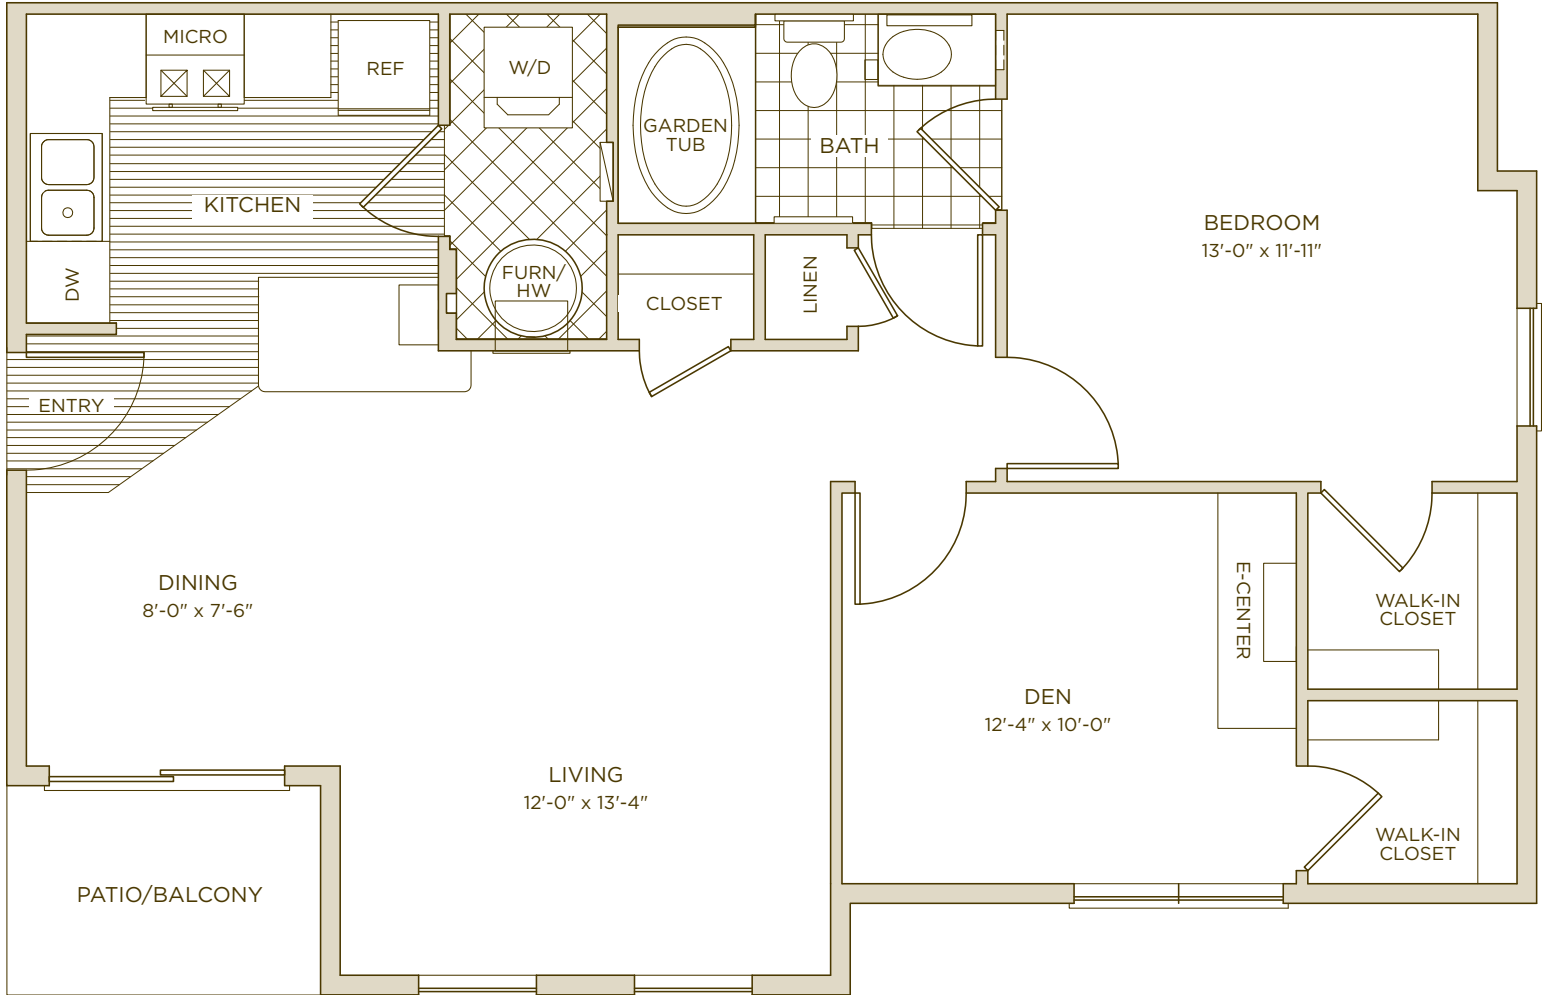 MICRO
REF
W/D
GARDEN
TUB
BATH
KITCHEN
BEDROOM
13'-0" x 11'-11"
DW
FURN/
HW
CLOSET
LINEN
ENTRY
DINING
8'-0" x 7'-6"
E-CENTER
WALK-IN
CLOSET
DEN
12'-4" x 10'-0"
LIVING
12'-0" x 13'-4"
WALK-IN
CLOSET
PATIO/BALCONY